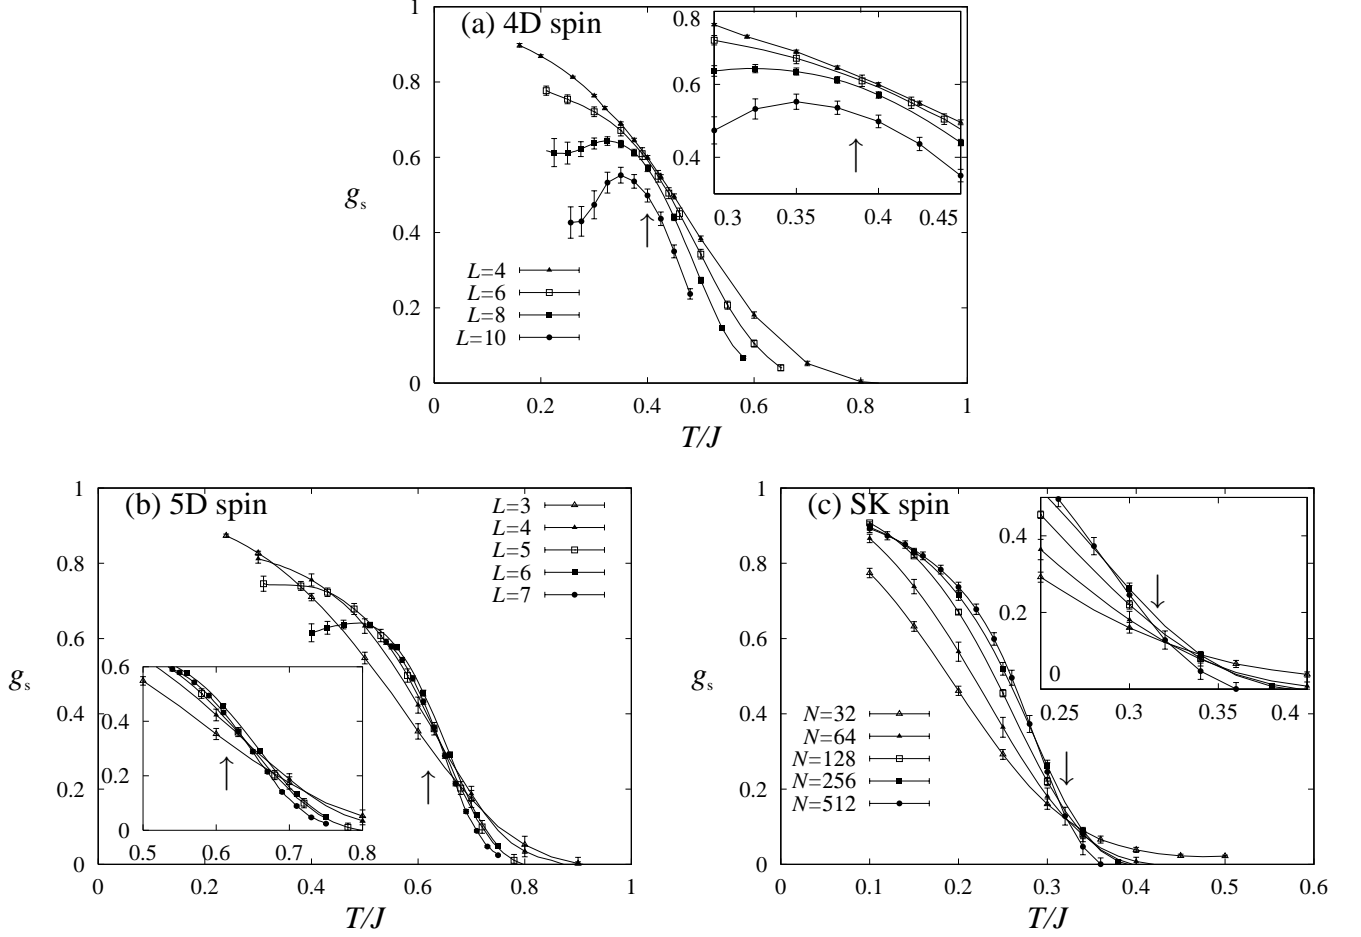 (a) 4D spin
1
0.8
0.6
0.4
0.2
0
g_s
0 0.2 0.4 0.6 0.8 1
T/J
L=4
L=6
L=8
L=10
0.8
0.6
0.4
0.3 0.35 0.4 0.45
(b) 5D spin
1
0.8
0.6
0.4
0.2
0
g_s
0 0.2 0.4 0.6 0.8 1
T/J
L=3
L=4
L=5
L=6
L=7
0.6
0.4
0.2
0
0.5 0.6 0.7 0.8
(c) SK spin
1
0.8
0.6
0.4
0.2
0
g_s
0 0.1 0.2 0.3 0.4 0.5 0.6
T/J
N=32
N=64
N=128
N=256
N=512
0.4
0.2
0
0.25 0.3 0.35 0.4